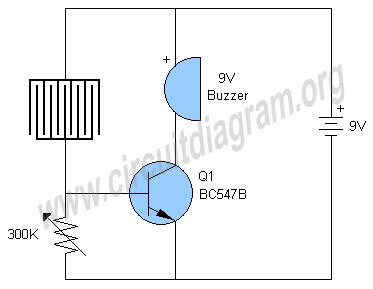 +
9V
Buzzer
+
9V
Q1
BC547B
300K
www.circuitdiagram.org